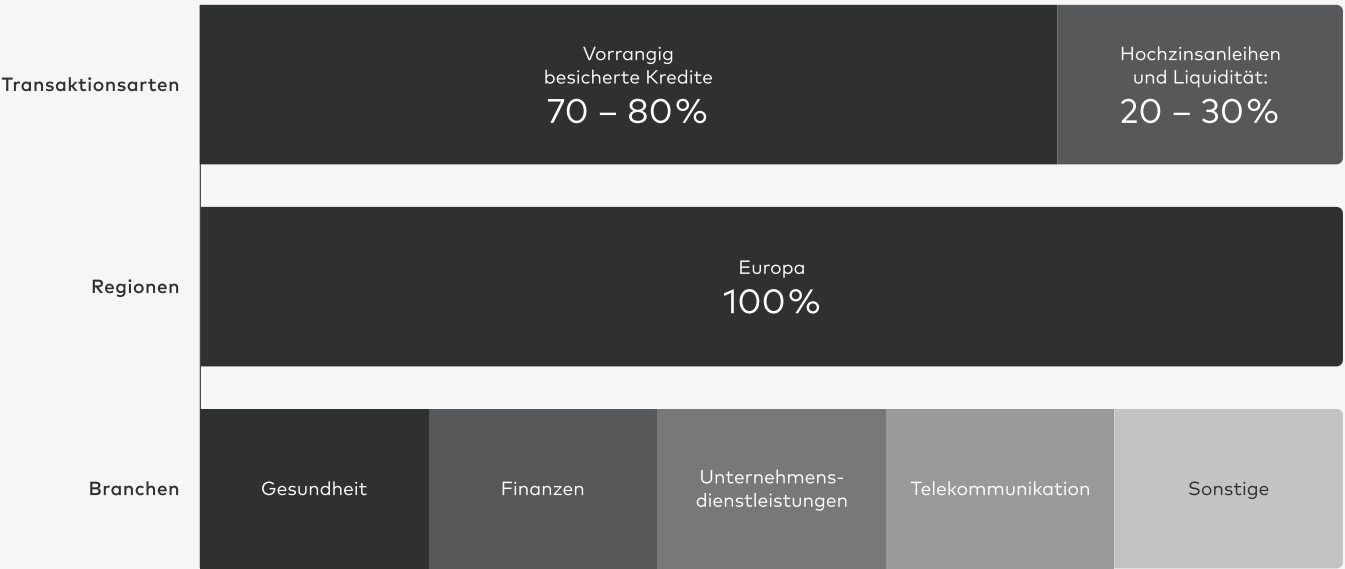 Transaktionsarten
Vorrangig
besicherte Kredite
70 – 80%
Hochzinsanleihen
und Liquidität:
20 – 30%
Regionen
Europa
100%
Branchen
Gesundheit
Finanzen
Unternehmens-
dienstleistungen
Telekommunikation
Sonstige